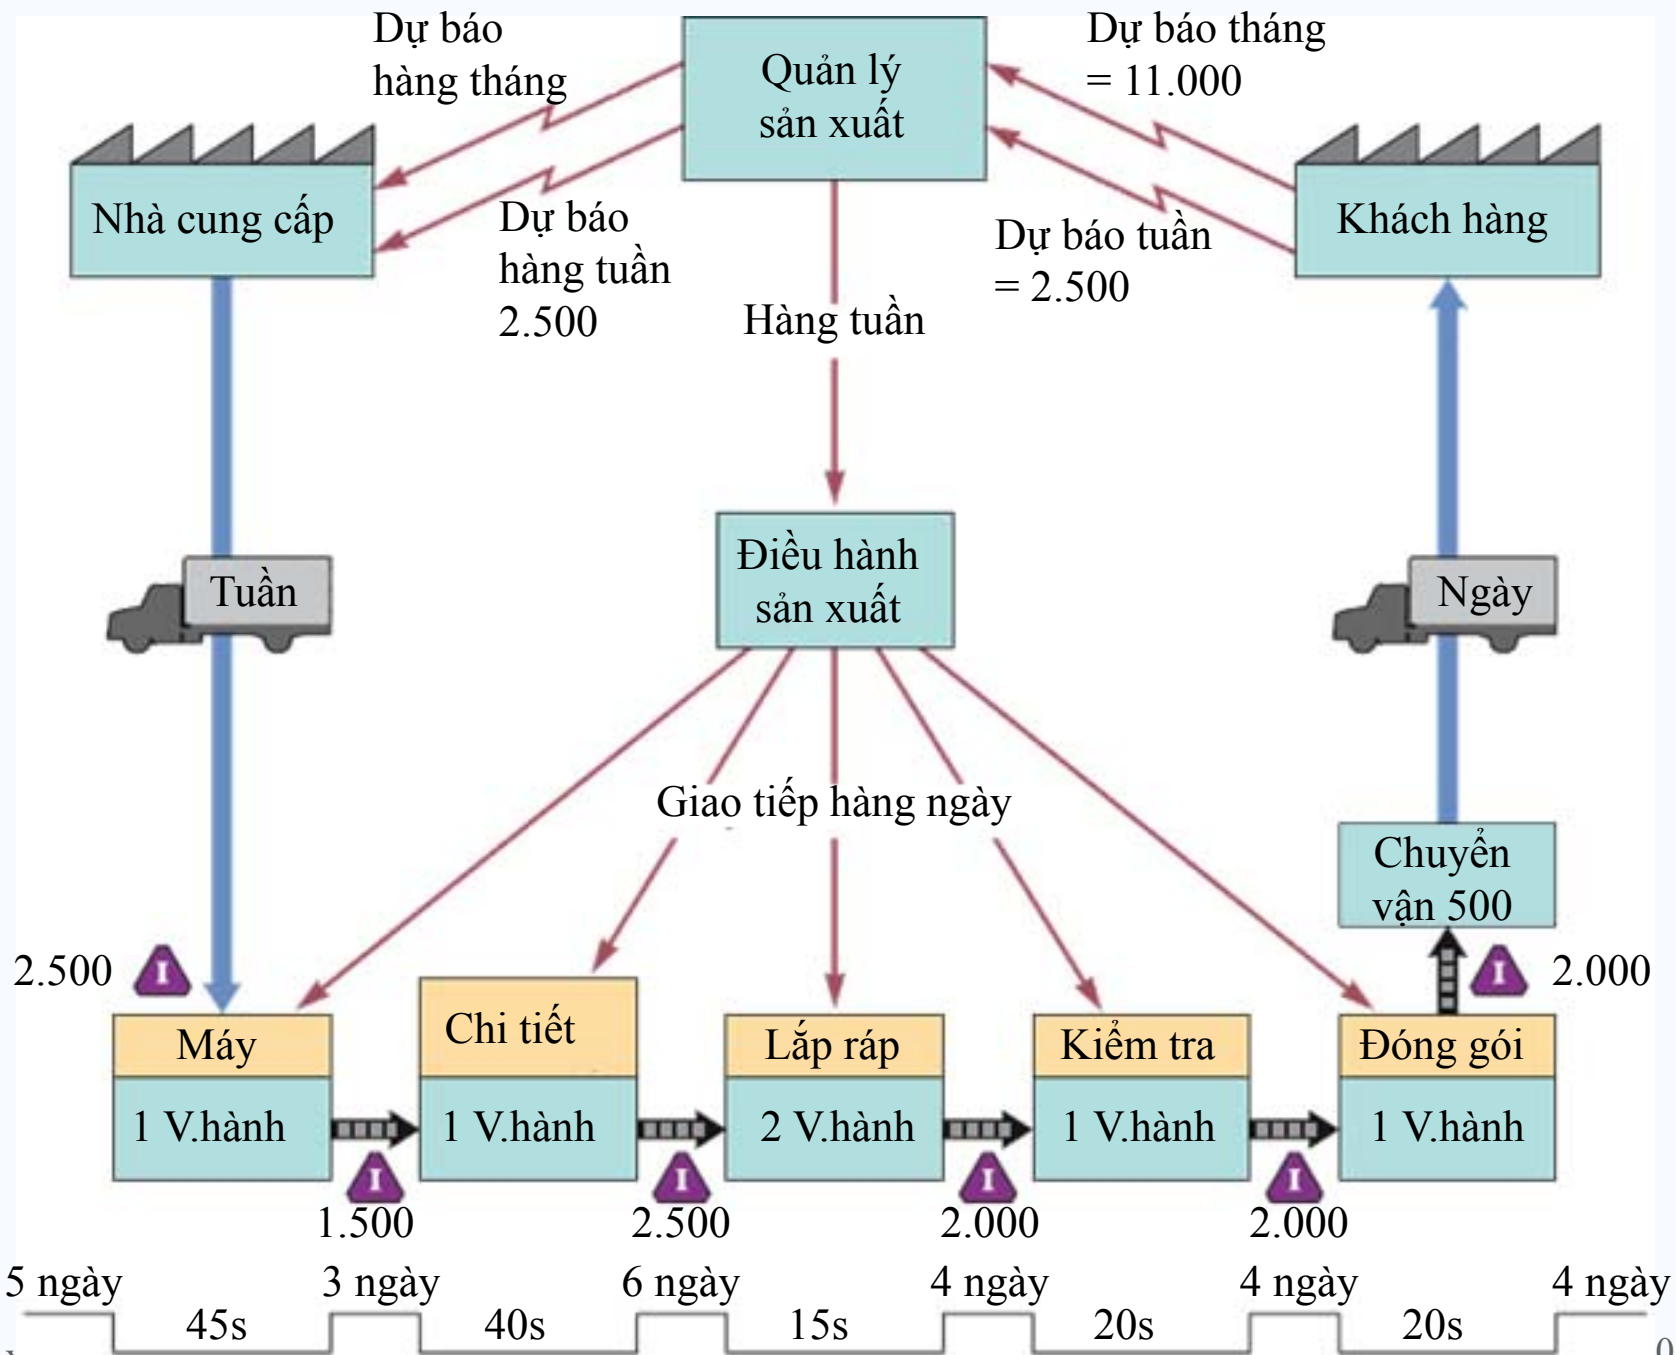 Dự báo
hàng tháng
Quản lý
sản xuất
Dự báo tháng
= 11.000
Nhà cung cấp
Dự báo
hàng tuần
2.500
Dự báo tuần
= 2.500
Khách hàng
Hàng tuần
Điều hành
sản xuất
Tuần
Ngày
Giao tiếp hàng ngày
Chuyển
vận 500
2.500
I
I
2.000
Máy
Chi tiết
Lắp ráp
Kiểm tra
Đóng gói
1 V.hành
1 V.hành
2 V.hành
1 V.hành
1 V.hành
I
I
I
I
1.500
2.500
2.000
2.000
5 ngày
3 ngày
6 ngày
4 ngày
4 ngày
4 ngày
45s
40s
15s
20s
20s